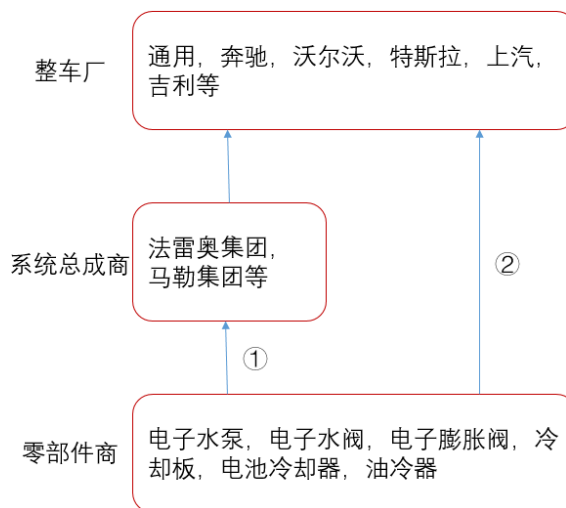 整车厂
通用，奔驰，沃尔沃，特斯拉，上汽，
吉利等
系统总成商
法雷奥集团，
马勒集团等
②
①
零部件商
电子水泵，电子水阀，电子膨胀阀，冷
却板，电池冷却器，油冷器